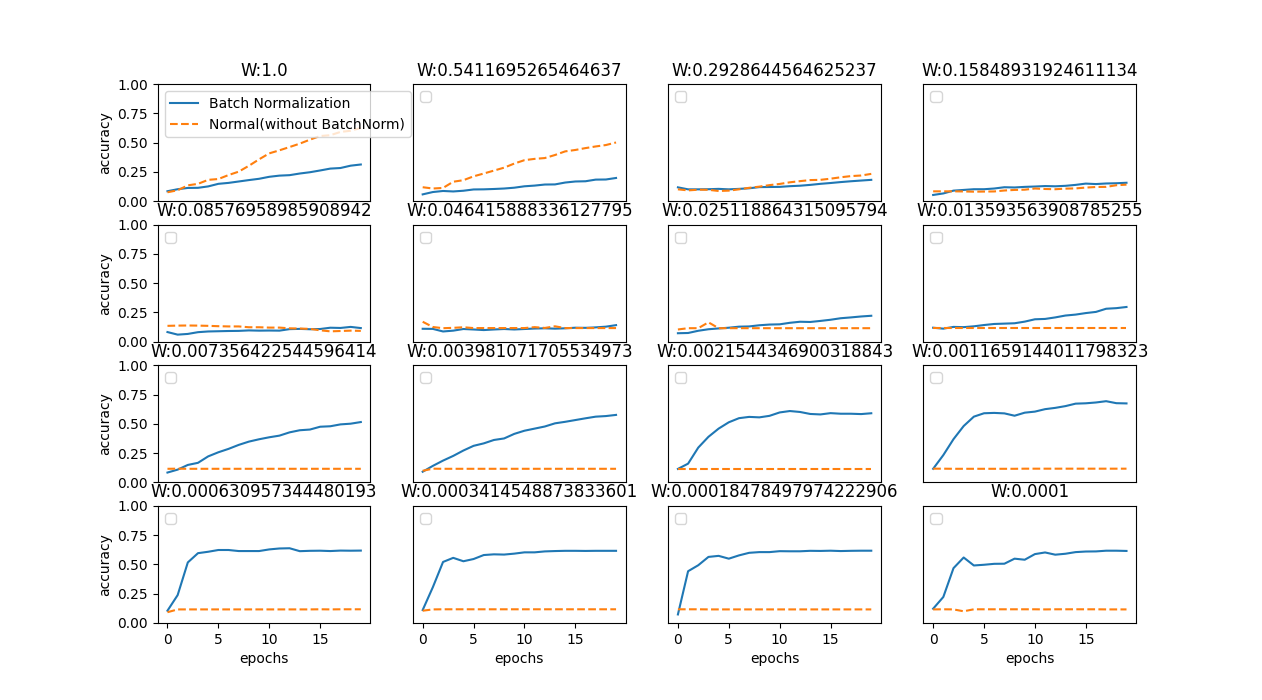 W:1.0
W:0.5411695265464637
W:0.2928644564625237
W:0.15848931924611134
1.00
0.75
0.50
0.25
0.00
accuracy
Batch Normalization
Normal(without BatchNorm)
W:0.08576958985908942
W:0.046415888336127795
W:0.025118864315095794
W:0.013593563908785255
1.00
0.75
0.50
0.25
0.00
accuracy
W:0.007356422544596414
W:0.003981071705534973
W:0.0021544346900318843
W:0.0011659144011798323
1.00
0.75
0.50
0.25
0.00
accuracy
W:0.000630957344480193
W:0.0003414548873833601
W:0.00018478497974222906
W:0.0001
1.00
0.75
0.50
0.25
0.00
accuracy
0 5 10 15
0 5 10 15
0 5 10 15
0 5 10 15
epochs
epochs
epochs
epochs